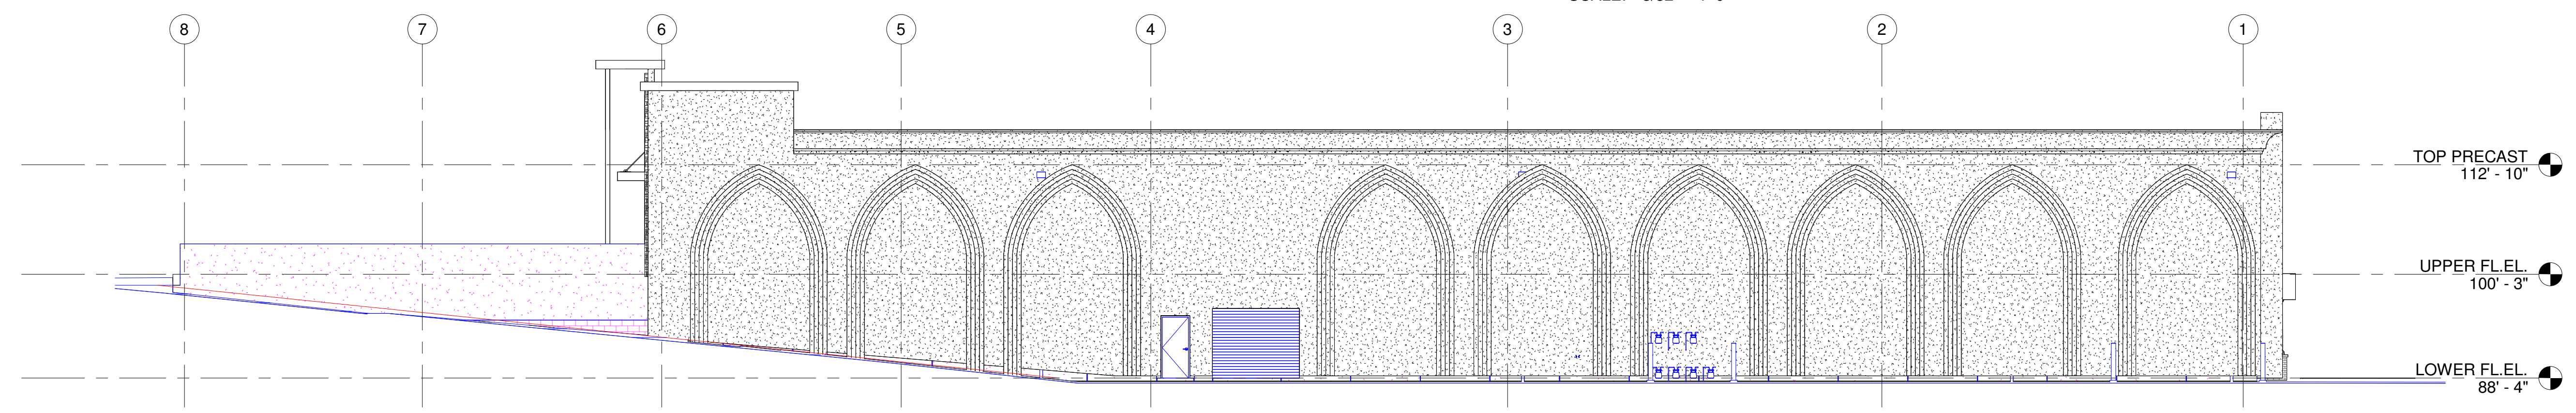 8 7 6 5 4 3 2 1
TOP PRECAST
112' - 10"
UPPER FL.EL.
100' - 3"
LOWER FL.EL.
88' - 4"